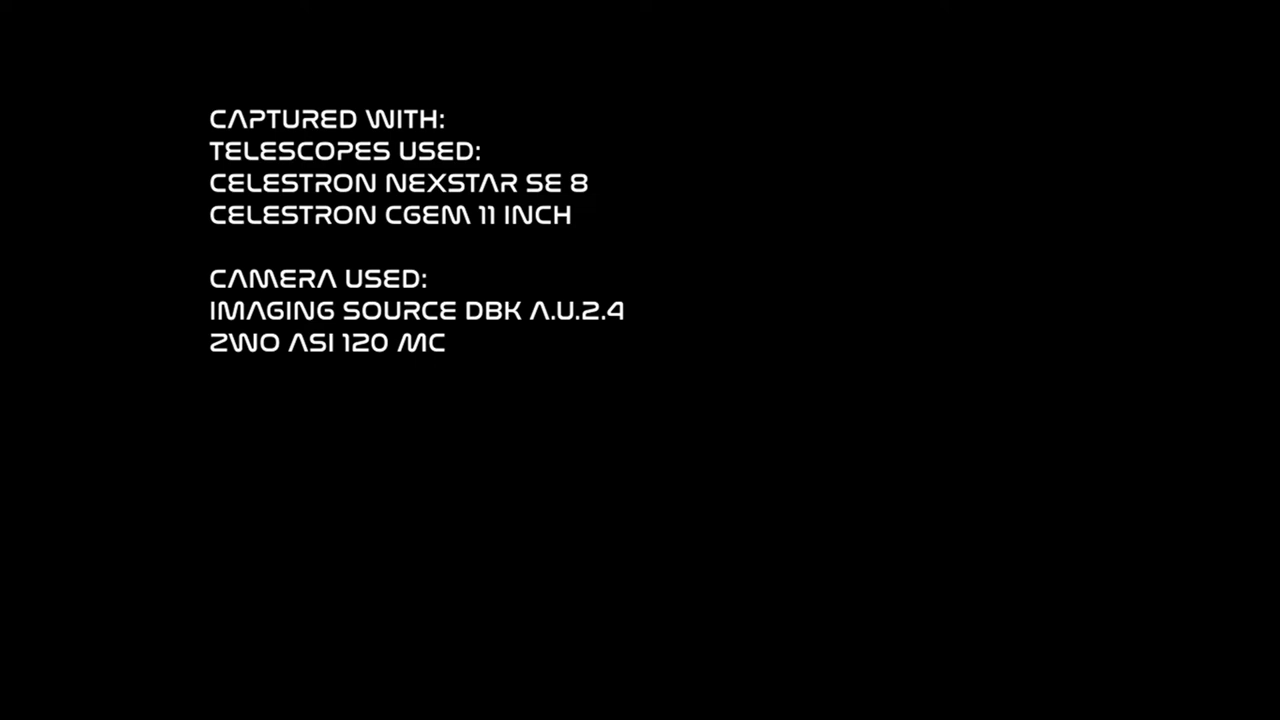 CAPTURED WITH:
TELESCOPES USED:
CELESTRON NEXSTAR SE 8
CELESTRON CGEM 11 INCH
CAMERA USED:
IMAGING SOURCE DBK A.U.2.4
ZWO ASI 120 MC